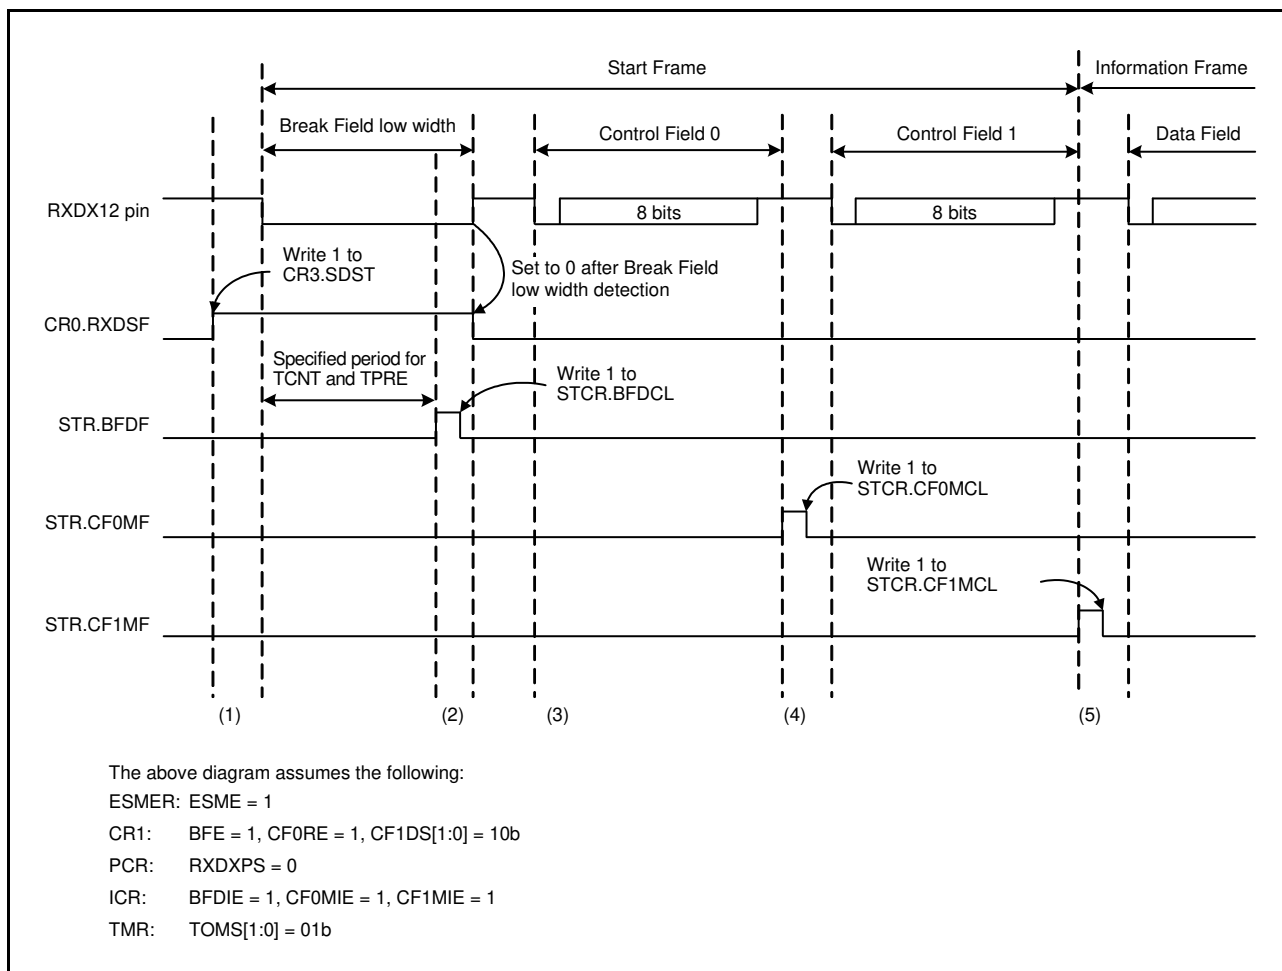 Start Frame
Information Frame
Break Field low width
Control Field 0
Control Field 1
Data Field
RXDX12 pin
8 bits
8 bits
Write 1 to
CR3.SDST
Set to 0 after Break Field
low width detection
CR0.RXDSF
Specified period for
TCNT and TPRE
Write 1 to
STCR.BFDCL
STR.BFDF
Write 1 to
STCR.CF0MCL
STR.CF0MF
Write 1 to
STCR.CF1MCL
STR.CF1MF
(1)
(2)
(3)
(4)
(5)
The above diagram assumes the following:
ESMER: ESME = 1
CR1: BFE = 1, CF0RE = 1, CF1DS[1:0] = 10b
PCR: RXDXPS = 0
ICR: BFDIE = 1, CF0MIE = 1, CF1MIE = 1
TMR: TOMS[1:0] = 01b